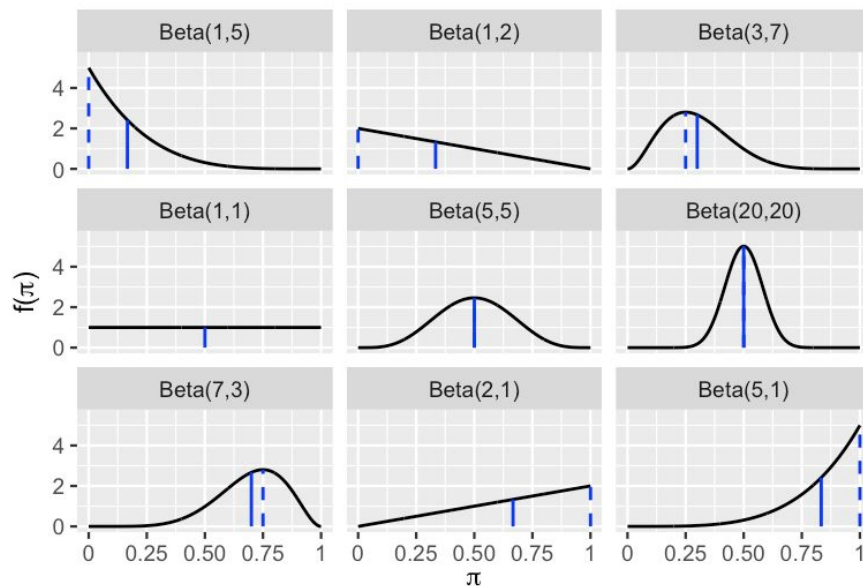 Beta(1,5) Beta(1,2) Beta(3,7)
4
2
0
Beta(1,1) Beta(5,5) Beta(20,20)
f(π)
4
2
0
Beta(7,3) Beta(2,1) Beta(5,1)
4
2
0
0 0.25 0.50 0.75 1 0 0.25 0.50 0.75 1 0 0.25 0.50 0.75 1
π